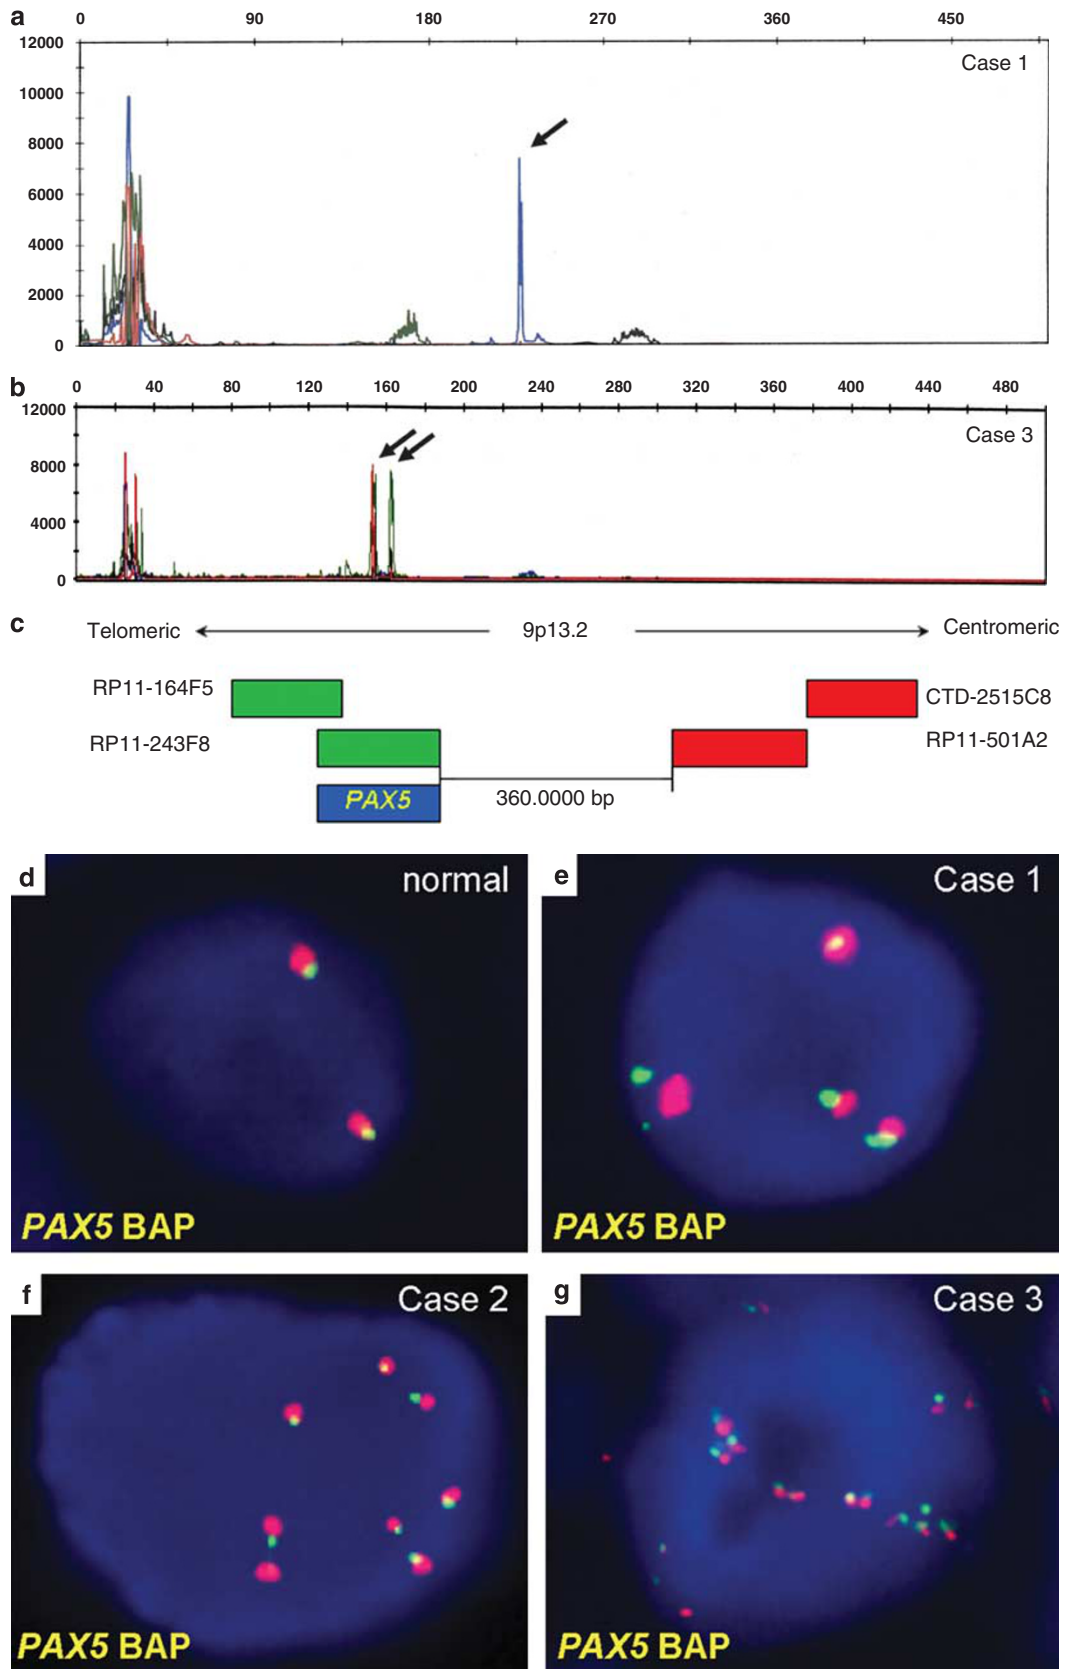 a
0 90 180 270 360 450
12000
Case 1
10000
8000
6000
4000
2000
0
b
0 40 80 120 160 200 240 280 320 360 400 440 480
12000
Case 3
8000
4000
0
c
Telomeric 9p13.2 Centromeric
RP11-164F5
CTD-2515C8
RP11-243F8
RP11-501A2
PAX5
360.0000 bp
d
normal
PAX5 BAP
e
Case 1
PAX5 BAP
f
Case 2
PAX5 BAP
g
Case 3
PAX5 BAP